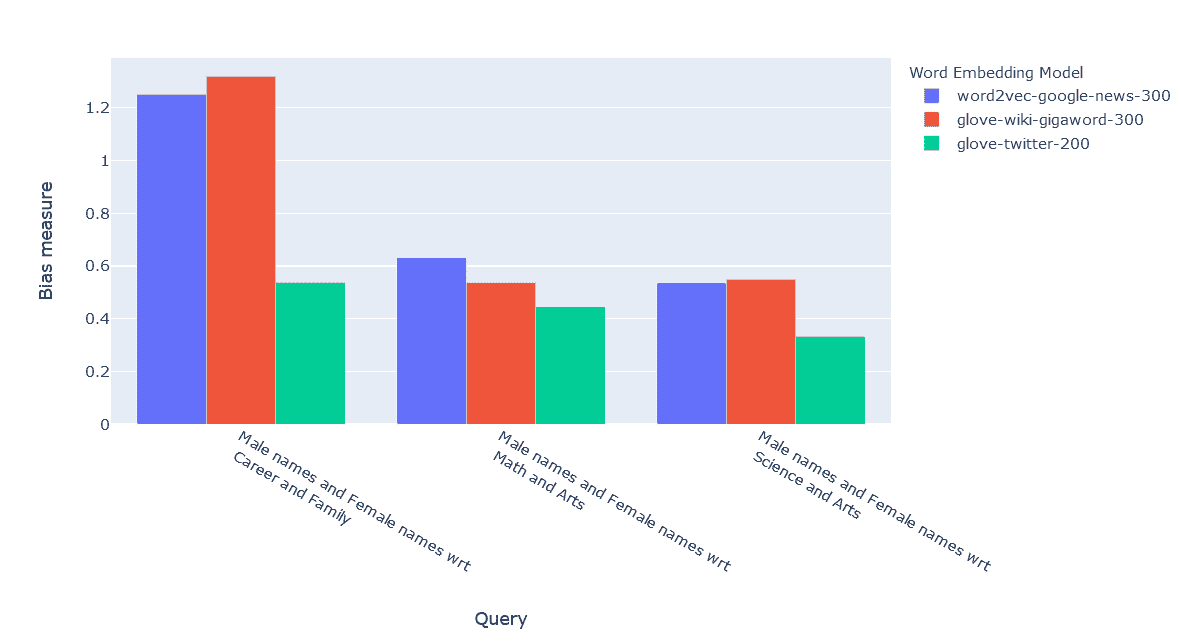 Word Embedding Model
word2vec-google-news-300
glove-wiki-gigaword-300
glove-twitter-200
Bias measure
1.2
1
0.8
0.6
0.4
0.2
0
Male names and Female names wrt
Career and Family
Male names and Female names wrt
Math and Arts
Male names and Female names wrt
Science and Arts
Query